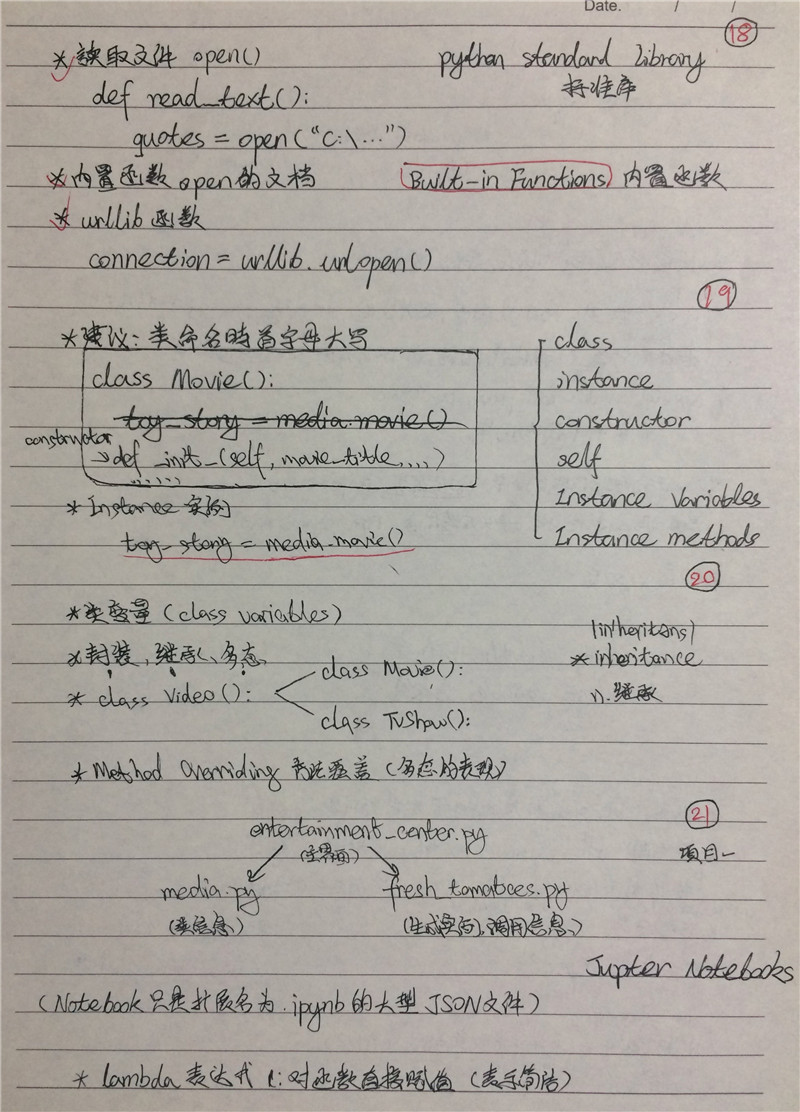 Date. / /
18
* 读取文件 open() python standard library
def read_text(): 标准库
quotes = open("C:\...")
* 内置函数 open的文档 Built-in Functions 内置函数
* urllib 函数
connection = urllib.urlopen()
19
* 建议: 类命名时首字母大写 class
class Movie(): instance
toy_story = media.movie() constructor
constructor
→def _init_(self, movie_title,,,,) self
,,,,,,
* Instance 实例 Instance Variables
toy_story = media.movie() Instance methods
20
* 类变量 (class variables) /inheritens/
* 封装, 继承、多态, * inheritance
class Movie():
* class Video(): n.继承
class TvShow():
* Method Overriding 方法覆盖 (多态的表现)
21
entertainment_center.py
(主界面) 项目一
media.py fresh_tomatoes.py
(类信息) (生成实例,调用信息)
Jupter Notebooks
(Notebook 只是扩展名为.ipynb的大型 JSON文件)
* lambda 表达式 : 对函数直接赋值 (表示简洁)